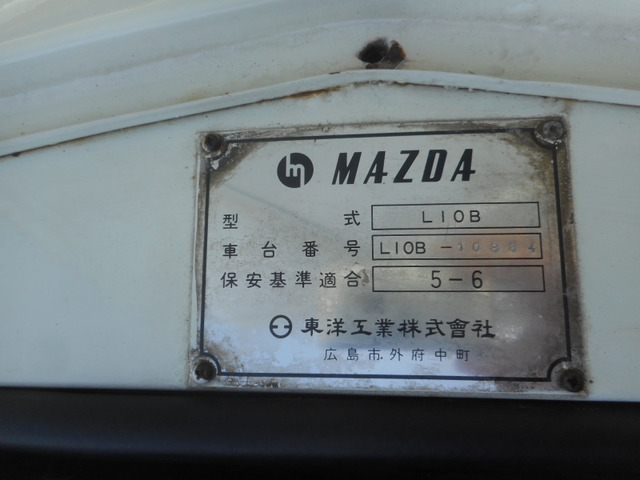 MAZDA
型式 L10B
車台番号 L10B-10864
保安基準適合 5-6
東洋工業株式會社
広島市外府中町